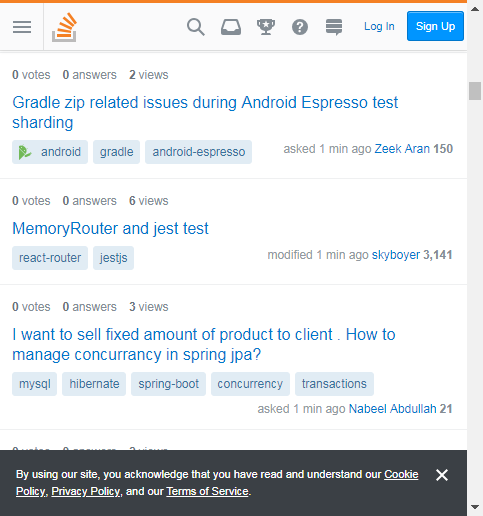 Log In Sign Up
0 votes 0 answers 2 views
Gradle zip related issues during Android Espresso test
sharding
android gradle android-espresso asked 1 min ago Zeek Aran 150
0 votes 0 answers 6 views
MemoryRouter and jest test
react-router jestjs modified 1 min ago skyboyer 3,141
0 votes 0 answers 3 views
I want to sell fixed amount of product to client . How to
manage concurrancy in spring jpa?
mysql hibernate spring-boot concurrency transactions
asked 1 min ago Nabeel Abdullah 21
By using our site, you acknowledge that you have read and understand our Cookie
Policy, Privacy Policy, and our Terms of Service.